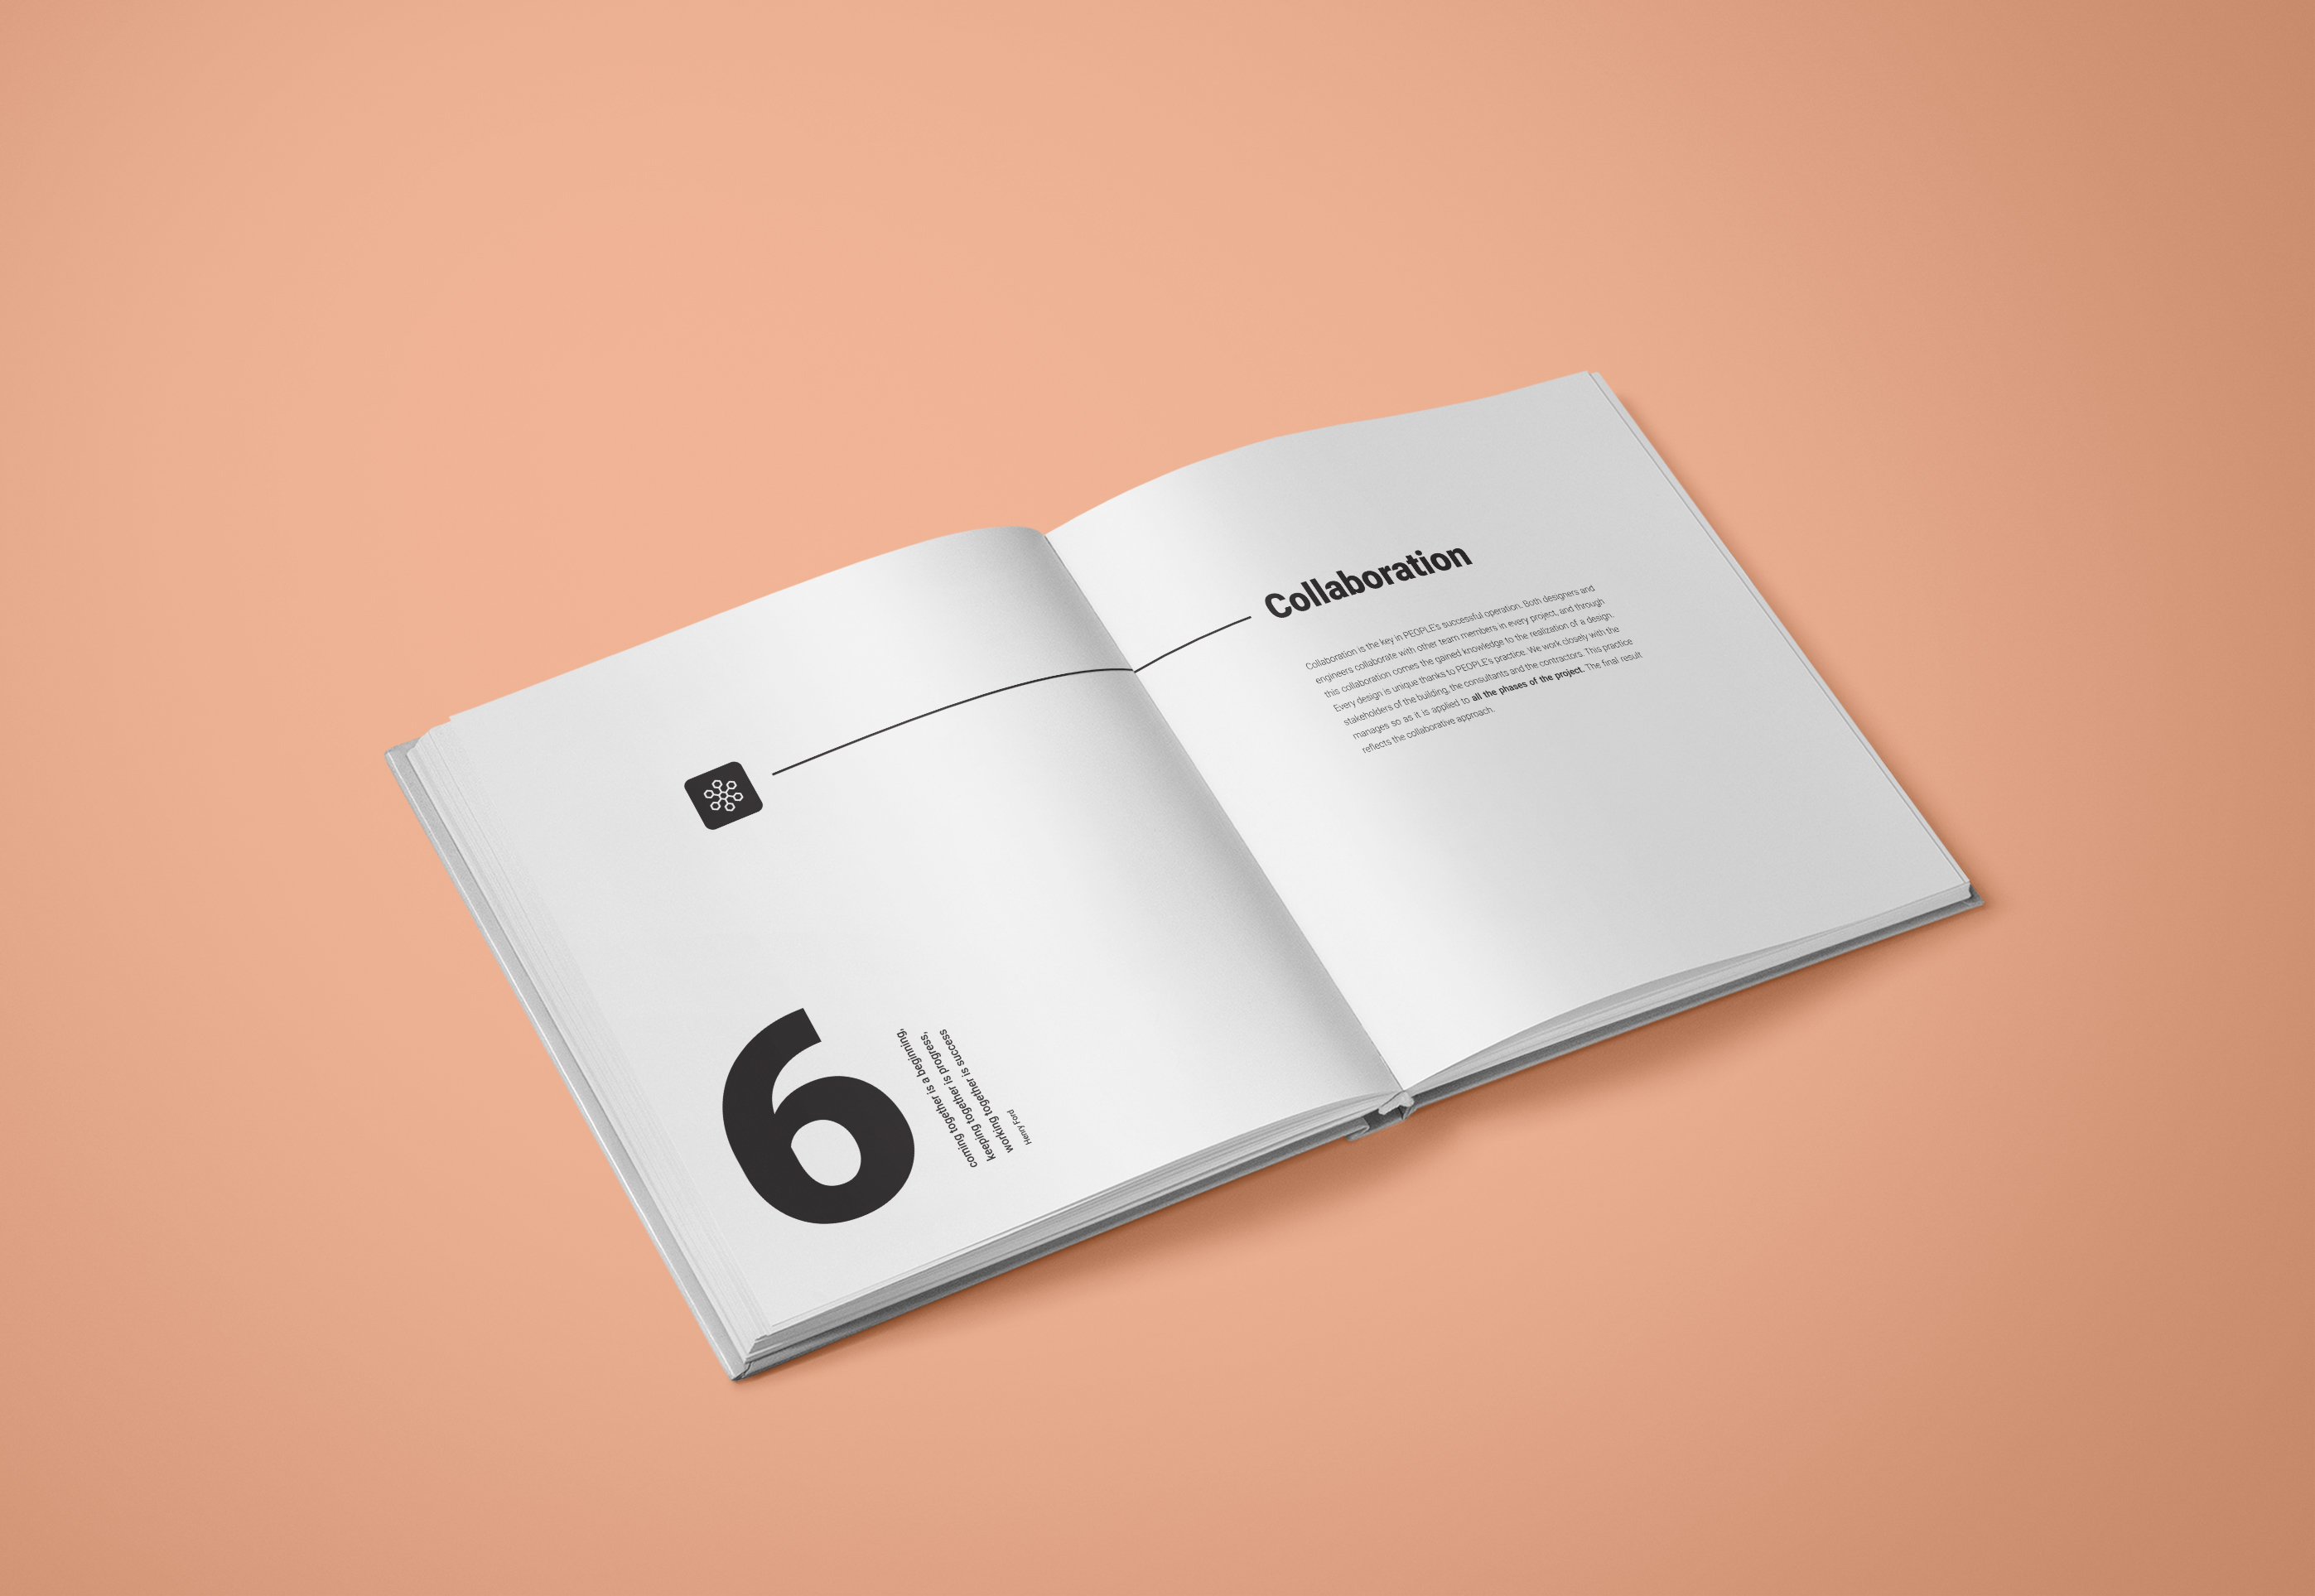 6
coming together is a beginning,
keeping together is progress,
working together is success
Henry Ford
Collaboration
Collaboration is the key in PEOPLE's successful operation. Both designers and
engineers collaborate with other team members in every project, and through
this collaboration comes the gained knowledge to the realization of a design.
Every design is unique thanks to PEOPLE's practice. We work closely with the
stakeholders of the building, the consultants and the contractors. This practice
manages so as it is applied to all the phases of the project. The final result
reflects the collaborative approach.